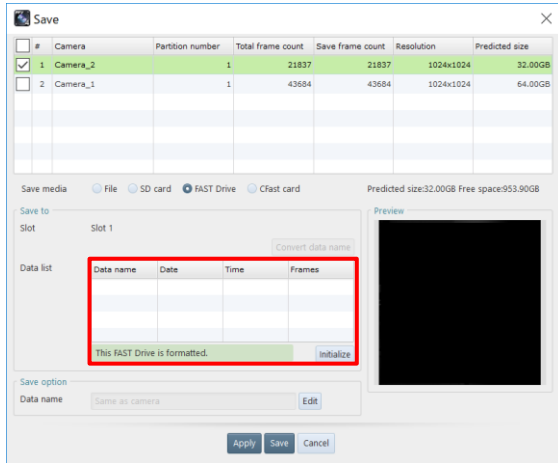 Save
# Camera Partition number Total frame count Save frame count Resolution Predicted size
1 Camera_2 1 21837 21837 1024x1024 32.00GB
2 Camera_1 1 43684 43684 1024x1024 64.00GB
Save media File SD card FAST Drive CFast card Predicted size:32.00GB Free space:953.90GB
Save to
Preview
Slot Slot 1
Convert data name
Data list
Data name Date Time Frames
This FAST Drive is formatted. Initialize
Save option
Data name Same as camera Edit
Apply Save Cancel